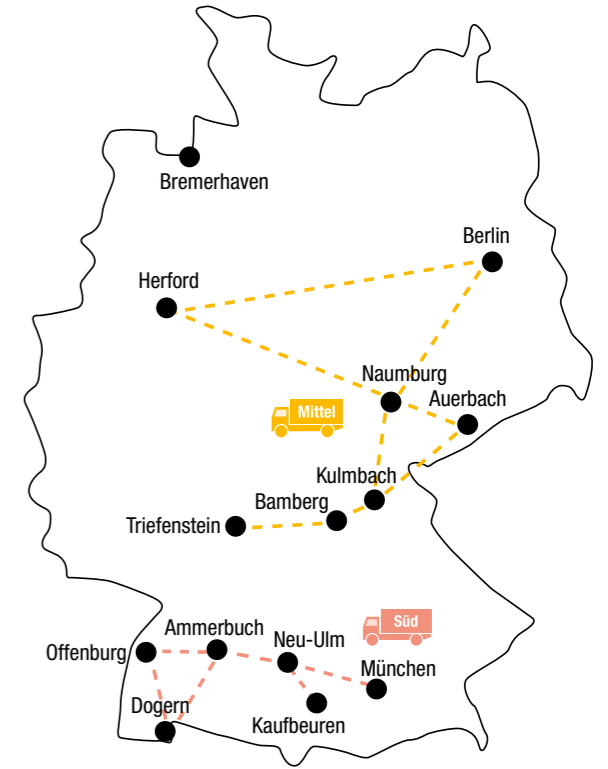 Bremerhaven
Berlin
Herford
Naumburg
Auerbach
Mittel
Kulmbach
Bamberg
Triefenstein
Süd
Ammerbuch
Neu-Ulm
Offenburg
München
Dogern
Kaufbeuren